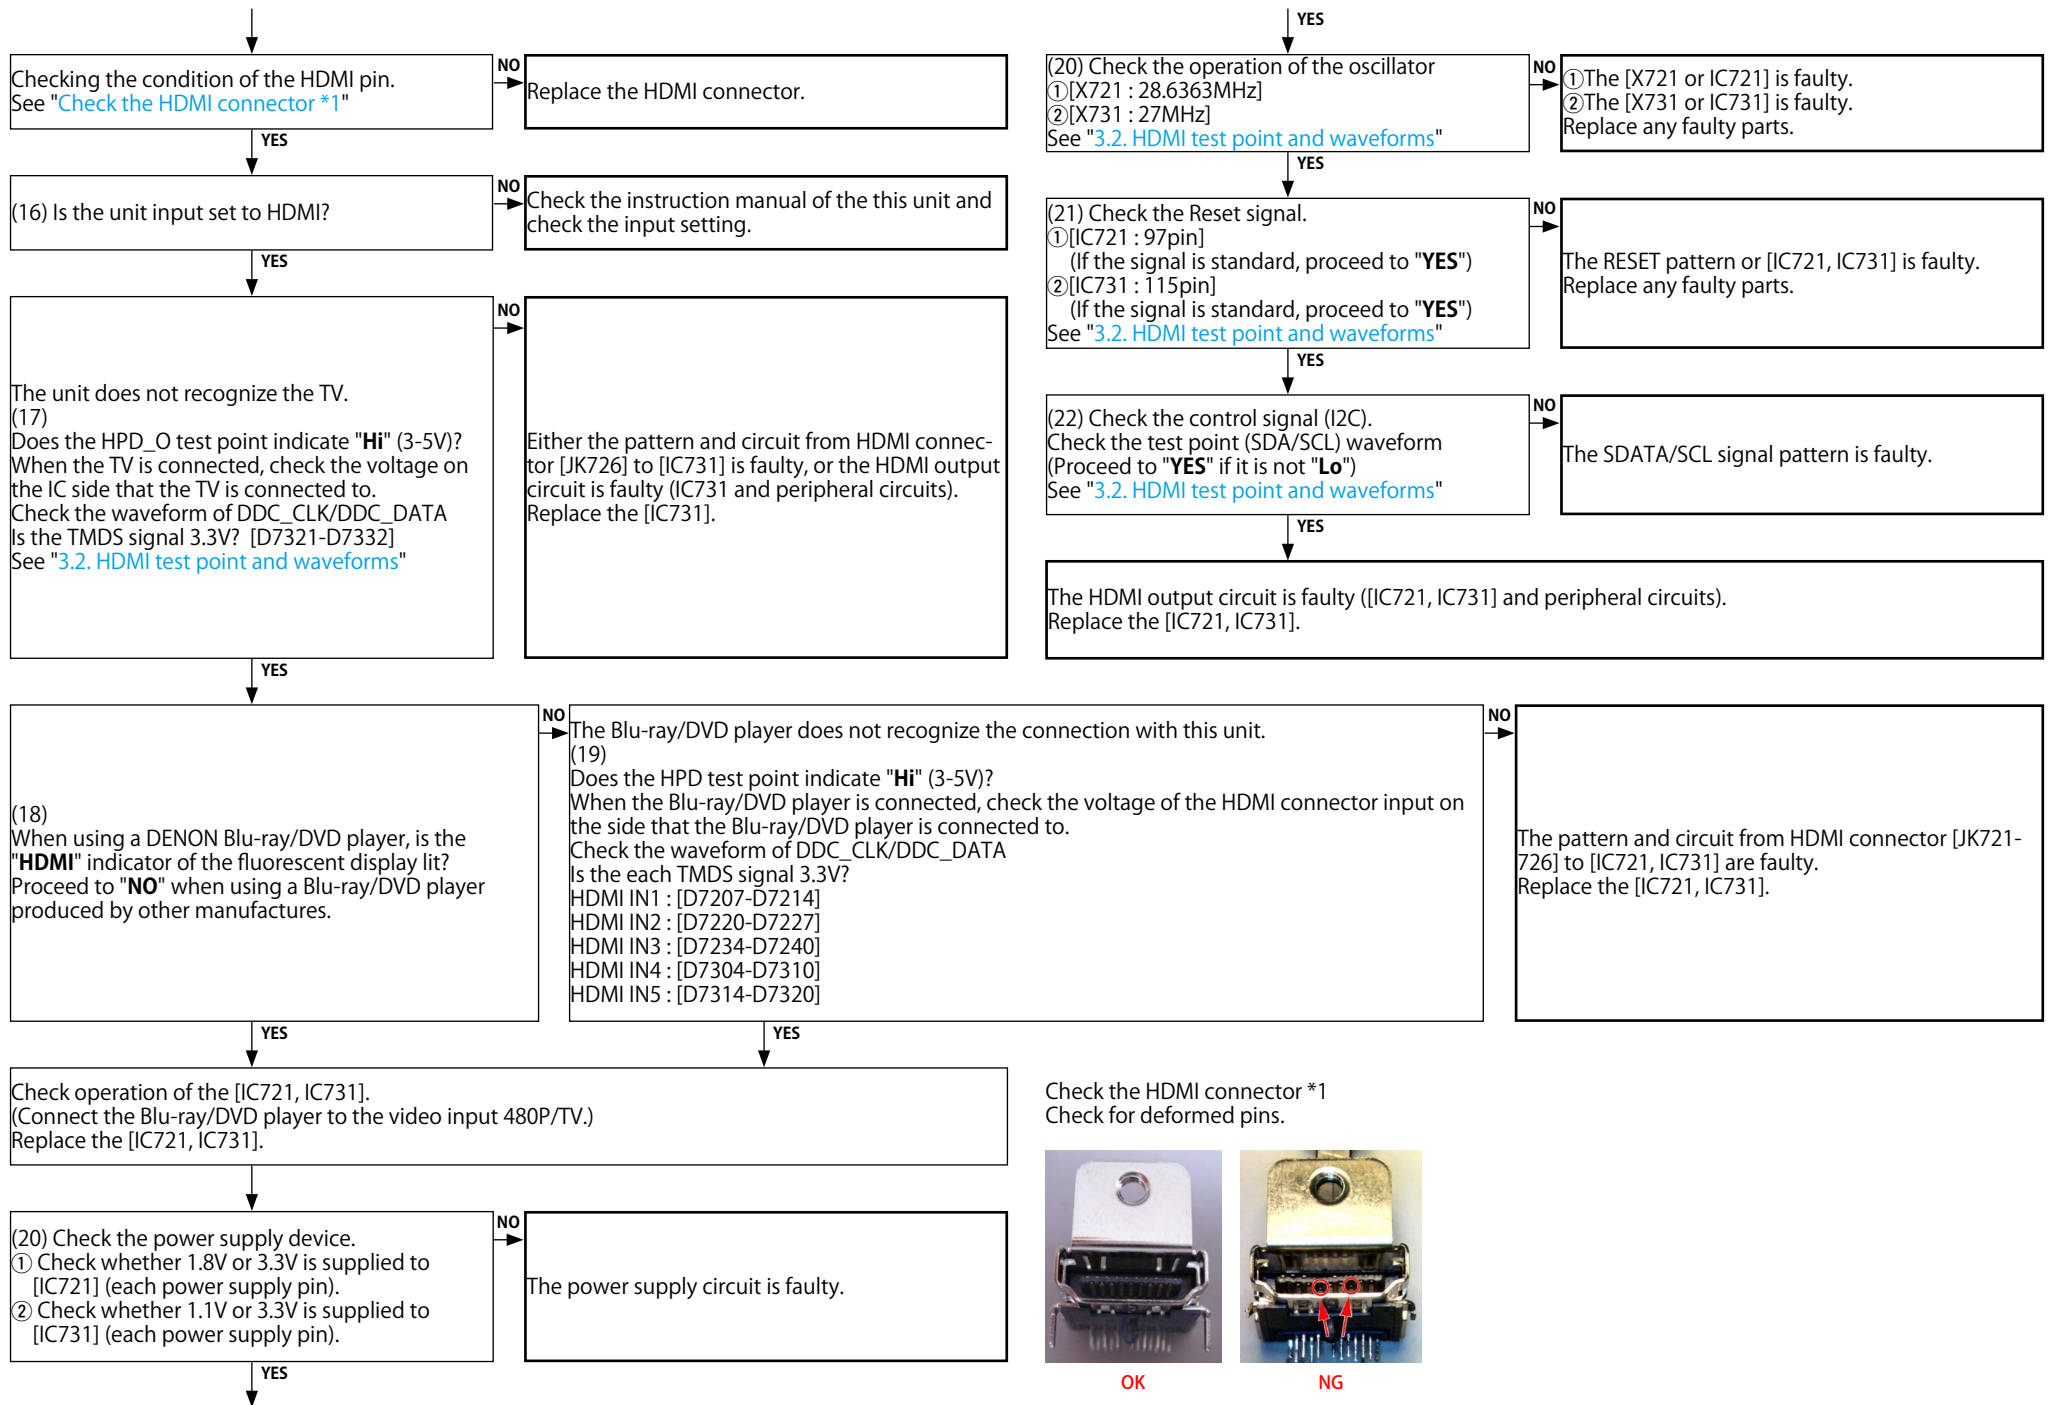 Checking the condition of the HDMI pin.
See "Check the HDMI connector *1"
NO
Replace the HDMI connector.
YES
(16) Is the unit input set to HDMI?
NO
Check the instruction manual of the this unit and
check the input setting.
YES
The unit does not recognize the TV.
(17)
Does the HPD_O test point indicate "Hi" (3-5V)?
When the TV is connected, check the voltage on
the IC side that the TV is connected to.
Check the waveform of DDC_CLK/DDC_DATA
Is the TMDS signal 3.3V? [D7321-D7332]
See "3.2. HDMI test point and waveforms"
NO
Either the pattern and circuit from HDMI connec-
tor [JK726] to [IC731] is faulty, or the HDMI output
circuit is faulty (IC731 and peripheral circuits).
Replace the [IC731].
YES
(18)
When using a DENON Blu-ray/DVD player, is the
"HDMI" indicator of the fluorescent display lit?
Proceed to "NO" when using a Blu-ray/DVD player
produced by other manufactures.
NO
The Blu-ray/DVD player does not recognize the connection with this unit.
(19)
Does the HPD test point indicate "Hi" (3-5V)?
When the Blu-ray/DVD player is connected, check the voltage of the HDMI connector input on
the side that the Blu-ray/DVD player is connected to.
Check the waveform of DDC_CLK/DDC_DATA
Is the each TMDS signal 3.3V?
HDMI IN1 : [D7207-D7214]
HDMI IN2 : [D7220-D7227]
HDMI IN3 : [D7234-D7240]
HDMI IN4 : [D7304-D7310]
HDMI IN5 : [D7314-D7320]
NO
The pattern and circuit from HDMI connector [JK721-
726] to [IC721, IC731] are faulty.
Replace the [IC721, IC731].
YES
YES
Check operation of the [IC721, IC731].
(Connect the Blu-ray/DVD player to the video input 480P/TV.)
Replace the [IC721, IC731].
(20) Check the power supply device.
① Check whether 1.8V or 3.3V is supplied to
[IC721] (each power supply pin).
② Check whether 1.1V or 3.3V is supplied to
[IC731] (each power supply pin).
NO
The power supply circuit is faulty.
YES
YES
(20) Check the operation of the oscillator
①[X721 : 28.6363MHz]
②[X731 : 27MHz]
See "3.2. HDMI test point and waveforms"
NO
①The [X721 or IC721] is faulty.
②The [X731 or IC731] is faulty.
Replace any faulty parts.
YES
(21) Check the Reset signal.
①[IC721 : 97pin]
(If the signal is standard, proceed to "YES")
②[IC731 : 115pin]
(If the signal is standard, proceed to "YES")
See "3.2. HDMI test point and waveforms"
NO
The RESET pattern or [IC721, IC731] is faulty.
Replace any faulty parts.
YES
(22) Check the control signal (I2C).
Check the test point (SDA/SCL) waveform
(Proceed to "YES" if it is not "Lo")
See "3.2. HDMI test point and waveforms"
NO
The SDATA/SCL signal pattern is faulty.
YES
The HDMI output circuit is faulty ([IC721, IC731] and peripheral circuits).
Replace the [IC721, IC731].
Check the HDMI connector *1
Check for deformed pins.
OK
NG